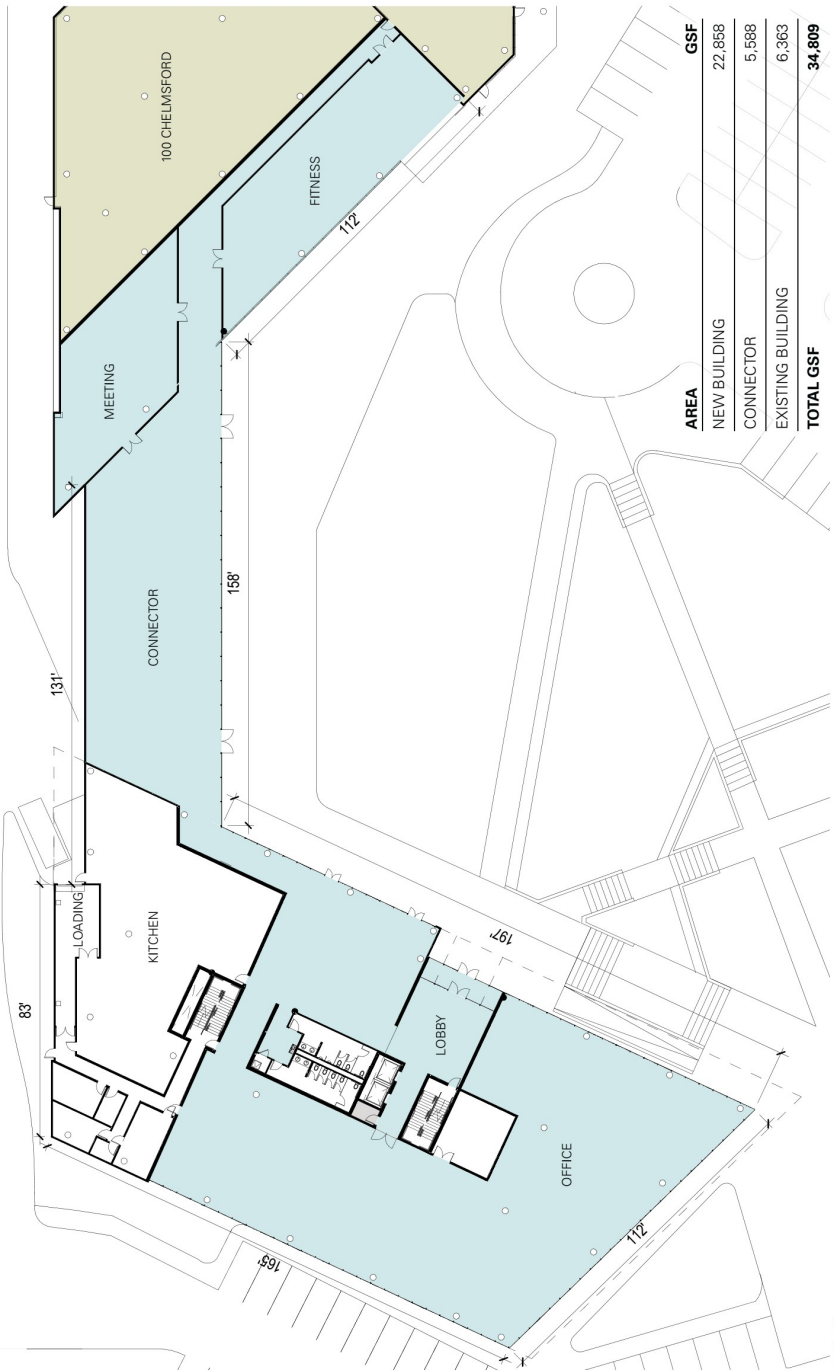 100 CHELMSFORD
FITNESS
112'
MEETING
CONNECTOR
158'
131'
LOADING
KITCHEN
83'
197'
LOBBY
OFFICE
165'
112'
AREA GSF
NEW BUILDING 22,858
CONNECTOR 5,588
EXISTING BUILDING 6,363
TOTAL GSF 34,809